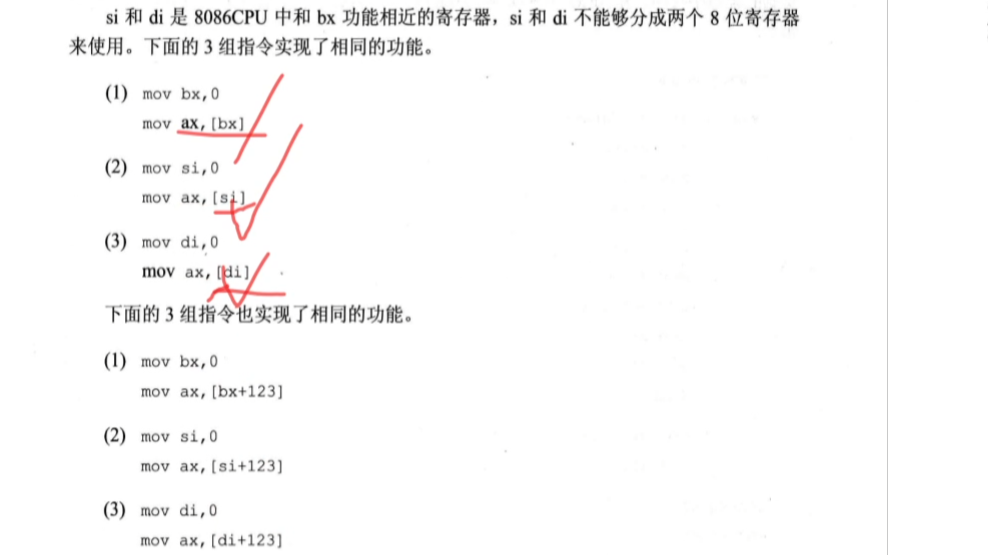 si 和 di 是 8086CPU 中和 bx 功能相近的寄存器，si 和 di 不能够分成两个 8 位寄存器
来使用。下面的 3 组指令实现了相同的功能。
(1) mov bx,0
mov ax,[bx]
(2) mov si,0
mov ax,[si]
(3) mov di,0
mov ax,[di]
下面的 3 组指令也实现了相同的功能。
(1) mov bx,0
mov ax,[bx+123]
(2) mov si,0
mov ax,[si+123]
(3) mov di,0
mov ax,[di+123]